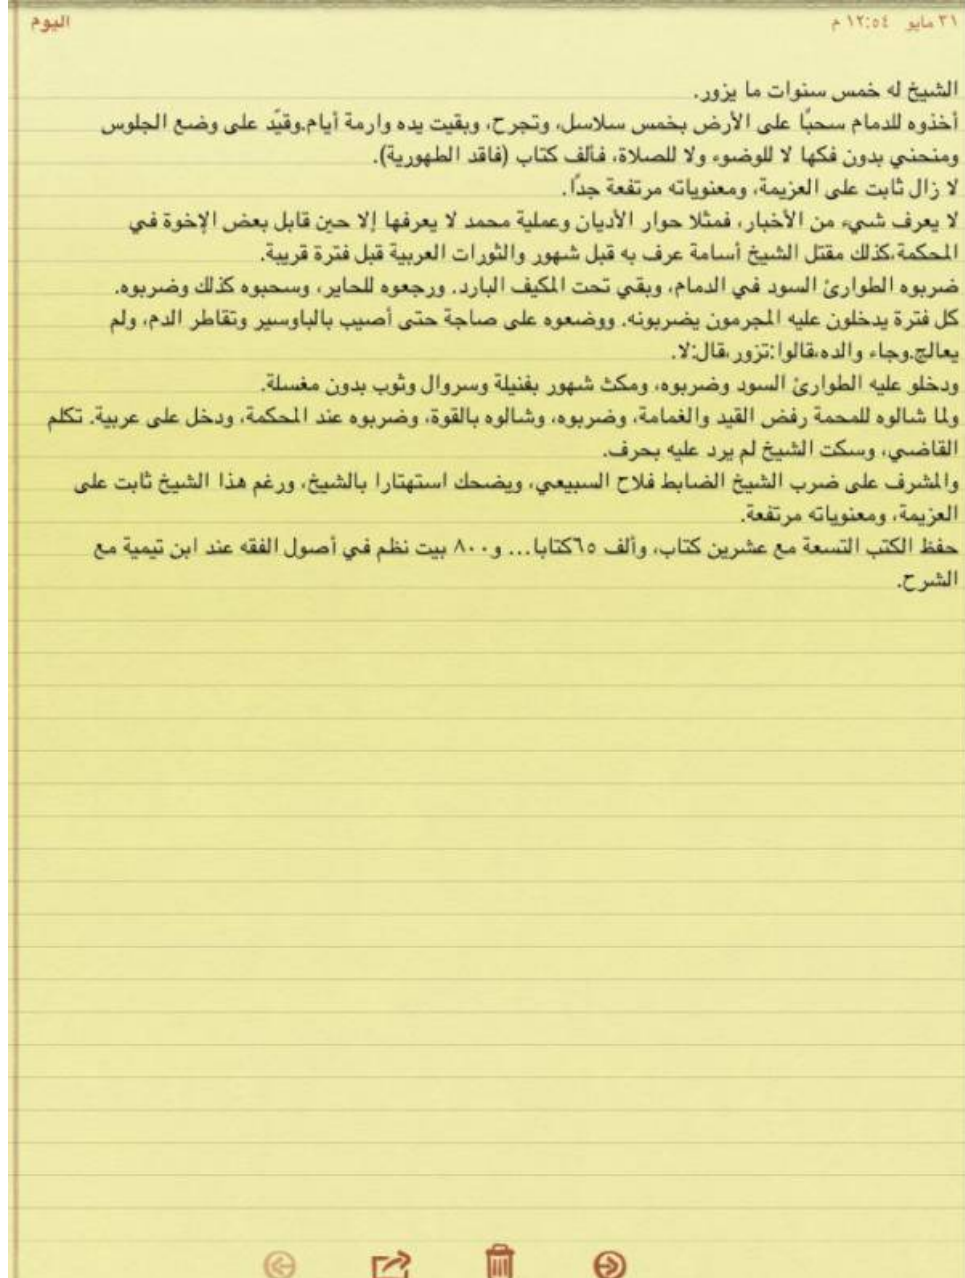 ٣١ مايو ١٢:٥٤ م اليوم
الشيخ له خمس سنوات ما يزور.
أخذوه للدمام سحبًا على الأرض بخمس سلاسل، وتجرح، وبقيت يده وارمة أيام.وقيّد على وضع الجلوس
ومنحني بدون فكها لا للوضوء ولا للصلاة، فألف كتاب (فاقد الطهورية).
لا زال ثابت على العزيمة، ومعنوياته مرتفعة جدًا.
لا يعرف شيء من الأخبار، فمثلا حوار الأديان وعملية محمد لا يعرفها إلا حين قابل بعض الإخوة في
المحكمة،كذلك مقتل الشيخ أسامة عرف به قبل شهور والثورات العربية قبل فترة قريبة.
ضربوه الطوارئ السود في الدمام، وبقي تحت المكيف البارد. ورجعوه للحاير، وسحبوه كذلك وضربوه.
كل فترة يدخلون عليه المجرمون يضربونه. ووضعوه على صاجة حتى أصيب بالباوسير وتقاطر الدم، ولم
يعالج.وجاء والده،قالوا:تزور،قال:لا.
ودخلو عليه الطوارئ السود وضربوه، ومكث شهور بفنيلة وسروال وثوب بدون مغسلة.
ولما شالوه للمحمة رفض القيد والغمامة، وضربوه، وشالوه بالقوة، وضربوه عند المحكمة، ودخل على عربية. تكلم
القاضي، وسكت الشيخ لم يرد عليه بحرف.
والمشرف على ضرب الشيخ الضابط فلاح السبيعي، ويضحك استهتارا بالشيخ، ورغم هذا الشيخ ثابت على
العزيمة، ومعنوياته مرتفعة.
حفظ الكتب التسعة مع عشرين كتاب، وألف ٦٥كتابا... و٨٠٠ بيت نظم في أصول الفقه عند ابن تيمية مع
الشرح.